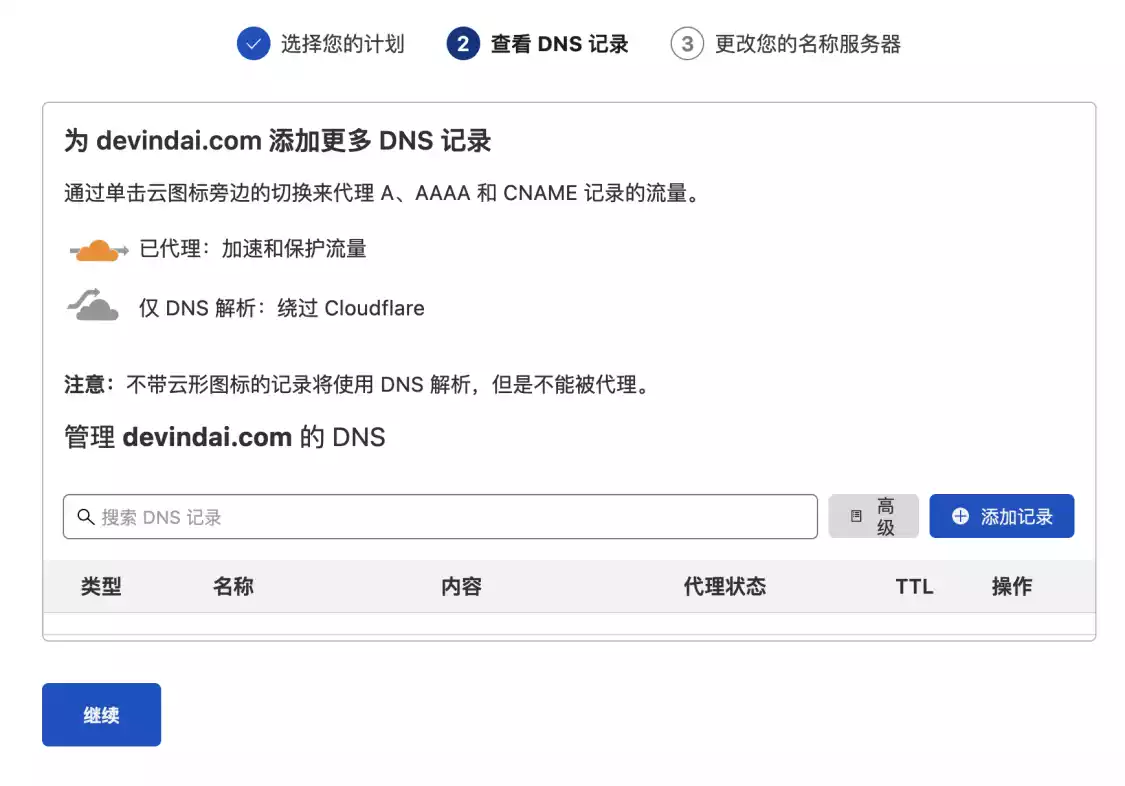 选择您的计划
2 查看 DNS 记录
3 更改您的名称服务器
为 devindai.com 添加更多 DNS 记录
通过单击云图标旁边的切换来代理 A、AAAA 和 CNAME 记录的流量。
已代理：加速和保护流量
仅 DNS 解析：绕过 Cloudflare
注意：不带云形图标的记录将使用 DNS 解析，但是不能被代理。
管理 devindai.com 的 DNS
搜索 DNS 记录
高级
添加记录
类型 名称 内容 代理状态 TTL 操作
继续